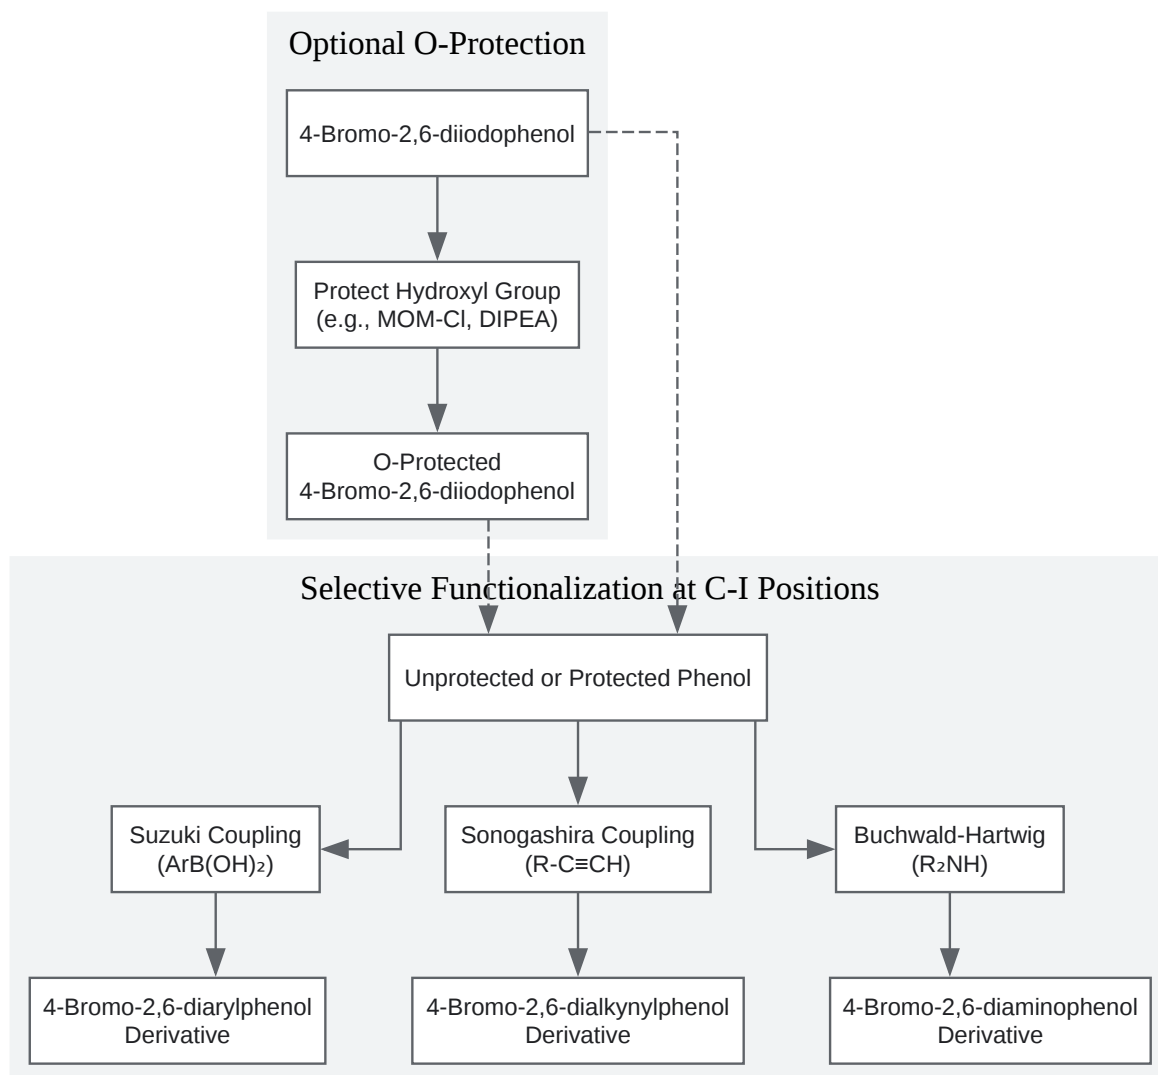 Optional O-Protection
4-Bromo-2,6-diiodophenol
Protect Hydroxyl Group
(e.g., MOM-Cl, DIPEA)
O-Protected
4-Bromo-2,6-diiodophenol
Selective Functionalization at C-I Positions
Unprotected or Protected Phenol
Suzuki Coupling
(ArB(OH)₂)
Sonogashira Coupling
(R-C≡CH)
Buchwald-Hartwig
(R₂NH)
4-Bromo-2,6-diarylphenol
Derivative
4-Bromo-2,6-dialkynylphenol
Derivative
4-Bromo-2,6-diaminophenol
Derivative